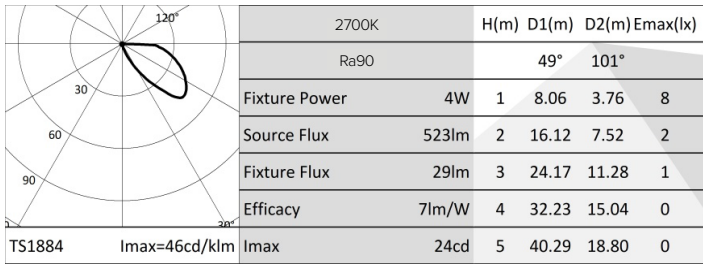 120°
30
60
90
30°
TS1884 Imax=46cd/klm
2700K H(m) D1(m) D2(m) Emax(lx)
Ra90 49° 101°
Fixture Power 4W 1 8.06 3.76 8
Source Flux 523lm 2 16.12 7.52 2
Fixture Flux 29lm 3 24.17 11.28 1
Efficacy 7lm/W 4 32.23 15.04 0
Imax 24cd 5 40.29 18.80 0